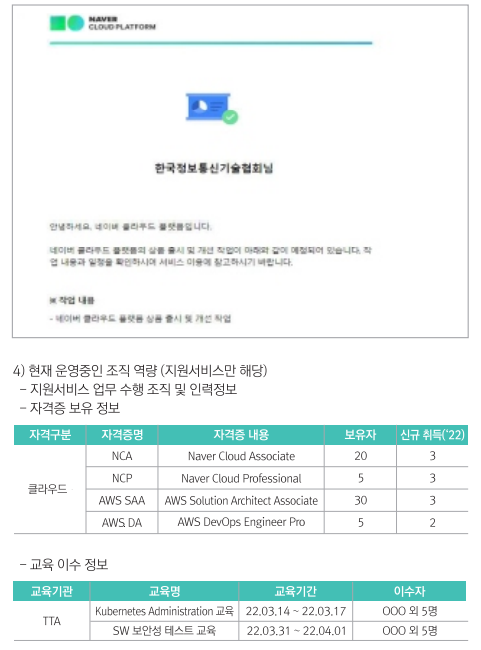 NAVER
CLOUD PLATFORM
한국정보통신기술협회님
안녕하세요, 네이버 클라우드 플랫폼입니다.
네이버 클라우드 플랫폼의 상품 출시 및 개선 작업이 아래와 같이 예정되어 있습니다. 작
업 내용과 일정을 확인하시어 서비스 이용에 참고하시기 바랍니다.
※ 작업 내용
- 네이버 클라우드 플랫폼 상품 출시 및 개선 작업
4) 현재 운영중인 조직 역량 (지원서비스만 해당)
– 지원서비스 업무 수행 조직 및 인력정보
– 자격증 보유 정보
자격구분 자격증명 자격증 내용 보유자 신규 취득('22)
클라우드 NCA Naver Cloud Associate 20 3
NCP Naver Cloud Professional 5 3
AWS SAA AWS Solution Architect Associate 30 3
AWS DA AWS DevOps Engineer Pro 5 2
– 교육 이수 정보
교육기관 교육명 교육기간 이수자
TTA Kubernetes Administration 교육 22.03.14 ~ 22.03.17 OOO 외 5명
SW 보안성 테스트 교육 22.03.31 ~ 22.04.01 OOO 외 5명